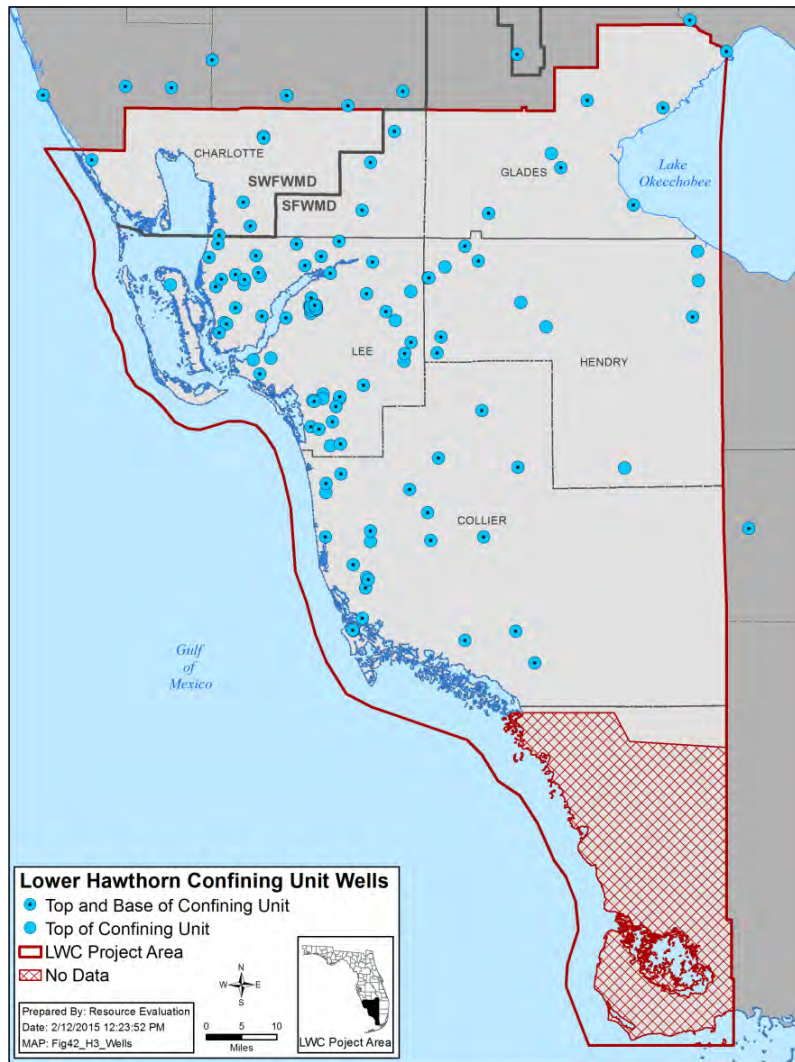 CHARLOTTE
SWFWMD
SFWMD
GLADES
Lake
Okeechobee
LEE
HENDRY
COLLIER
Gulf
of
Mexico
Lower Hawthorn Confining Unit Wells
Top and Base of Confining Unit
Top of Confining Unit
LWC Project Area
No Data
N
W E
S
Prepared By: Resource Evaluation
Date: 2/12/2015 12:23:52 PM
MAP: Fig42_H3_Wells
0 5 10
Miles
LWC Poject Area